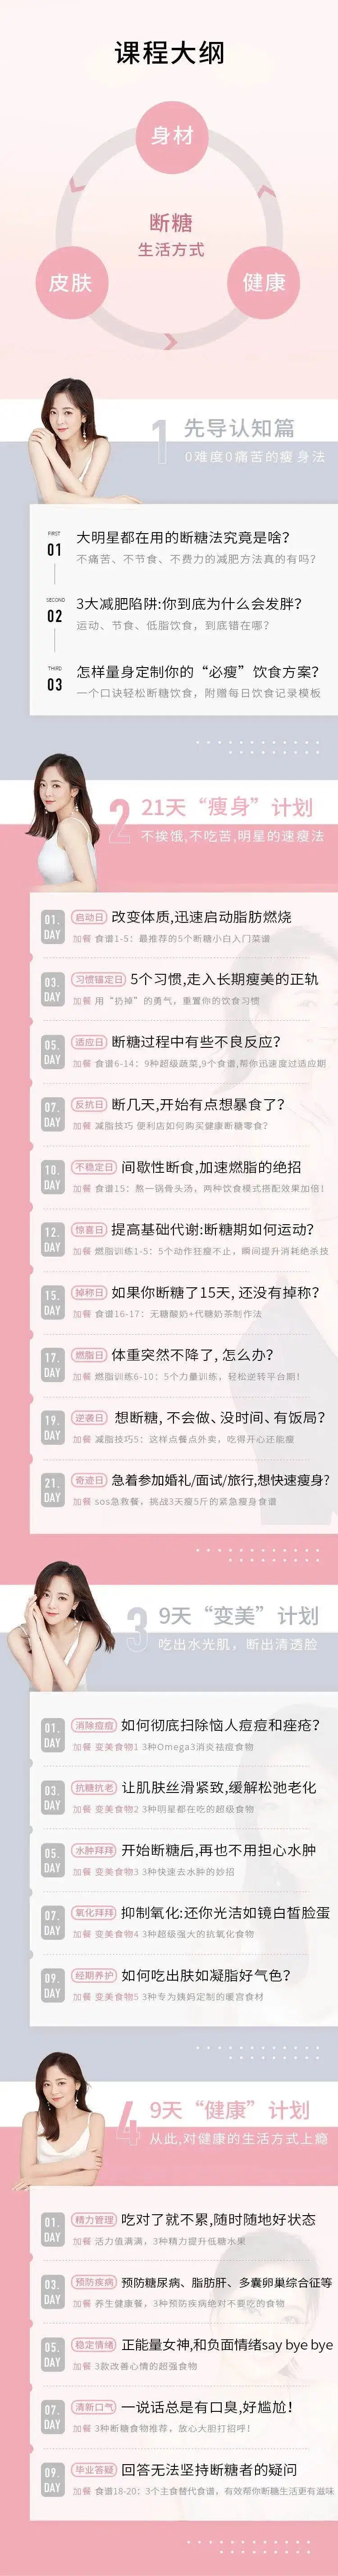 课程大纲
身材
断糖
生活方式
皮肤
健康
1 先导认知篇
0难度0痛苦的瘦身法
FIRST
01
大明星都在用的断糖法究竟是啥?
不痛苦、不节食、不费力的减肥方法真的有吗?
SECOND
02
3大减肥陷阱:你到底为什么会发胖?
运动、节食、低脂饮食，到底错在哪?
THIRD
03
怎样量身定制你的“必瘦”饮食方案?
一个口诀轻松断糖饮食，附赠每日饮食记录模板
2 21天“瘦身”计划
不挨饿,不吃苦,明星的速瘦法
01. DAY
启动日 改变体质,迅速启动脂肪燃烧
加餐 食谱1-5：最推荐的5个断糖小白入门菜谱
03. DAY
习惯锚定日 5个习惯,走入长期瘦美的正轨
加餐 用“扔掉”的勇气，重置你的饮食习惯
05. DAY
适应日 断糖过程中有些不良反应?
加餐 食谱6-14：9种超级蔬菜,9个食谱,帮你迅速度过适应期
07. DAY
反抗日 断几天,开始有点想暴食了?
加餐 减脂技巧 便利店如何购买健康断糖零食?
10. DAY
不稳定日 间歇性断食,加速燃脂的绝招
加餐 食谱15：熬一锅骨头汤，两种饮食模式搭配效果加倍!
12. DAY
惊喜日 提高基础代谢:断糖期如何运动?
加餐 燃脂训练1-5：5个动作狂瘦不止，瞬间提升消耗绝杀技
15. DAY
掉称日 如果你断糖了15天, 还没有掉称?
加餐 食谱16-17：无糖酸奶+代糖奶茶制作法
17. DAY
燃脂日 体重突然不降了, 怎么办?
加餐 燃脂训练6-10：5个力量训练，轻松逆转平台期!
19. DAY
逆袭日 想断糖, 不会做、没时间、有饭局?
加餐 减脂技巧5：这样点餐点外卖，吃得开心还能瘦
21. DAY
奇迹日 急着参加婚礼/面试/旅行,想快速瘦身?
加餐 sos急救餐，挑战3天瘦5斤的紧急瘦身食谱
3 9天“变美”计划
吃出水光肌，断出清透脸
01. DAY
消除痘痘 如何彻底扫除恼人痘痘和痤疮?
加餐 变美食物1 3种Omega3消炎祛痘食物
03. DAY
抗糖抗老 让肌肤丝滑紧致,缓解松弛老化
加餐 变美食物2 3种明星都在吃的超级食物
05. DAY
水肿拜拜 开始断糖后,再也不用担心水肿
加餐 变美食物3 3种快速去水肿的妙招
07. DAY
氧化拜拜 抑制氧化:还你光洁如镜白皙脸蛋
加餐 变美食物4 3种超级强大的抗氧化食物
09. DAY
经期养护 如何吃出肤如凝脂好气色?
加餐 变美食物5 3种专为姨妈定制的暖宫食材
4 9天“健康”计划
从此,对健康的生活方式上瘾
01. DAY
精力管理 吃对了就不累,随时随地好状态
加餐 活力值满满，3种精力提升低糖水果
03. DAY
预防疾病 预防糖尿病、脂肪肝、多囊卵巢综合征等
加餐 养生健康餐，3种预防疾病绝对不要吃的食物
05. DAY
稳定情绪 正能量女神,和负面情绪say bye bye
加餐 3款改善心情的超强食物
07. DAY
清新口气 一说话总是有口臭,好尴尬!
加餐 3种断糖食物推荐，放心大胆打招呼!
09. DAY
毕业答疑 回答无法坚持断糖者的疑问
加餐 食谱18-20：3个主食替代食谱，有效帮你断糖生活更有滋味